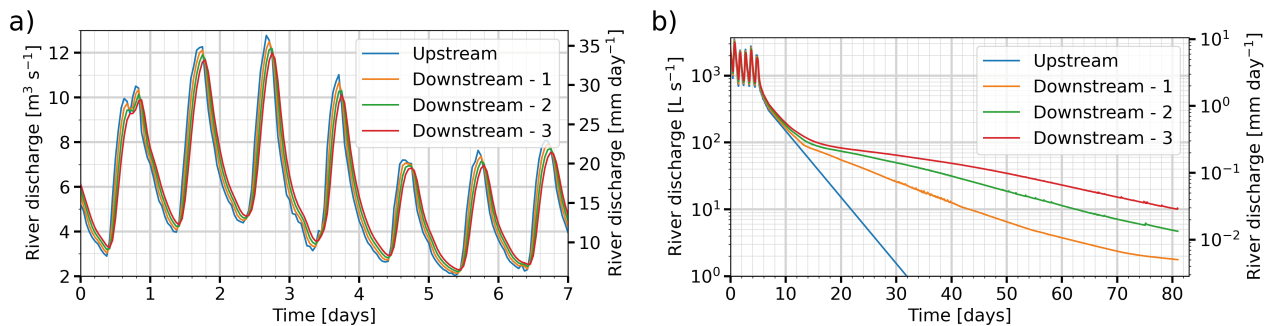 a)
River discharge [m³ s⁻¹]
12
10
8
6
4
2
0 1 2 3 4 5 6 7
Time [days]
35
30
25
20
15
10
River discharge [mm day⁻¹]
Upstream
Downstream - 1
Downstream - 2
Downstream - 3
b)
River discharge [L s⁻¹]
10³
10²
10¹
10⁰
0 10 20 30 40 50 60 70 80
Time [days]
10¹
10⁰
10⁻¹
10⁻²
River discharge [mm day⁻¹]
Upstream
Downstream - 1
Downstream - 2
Downstream - 3